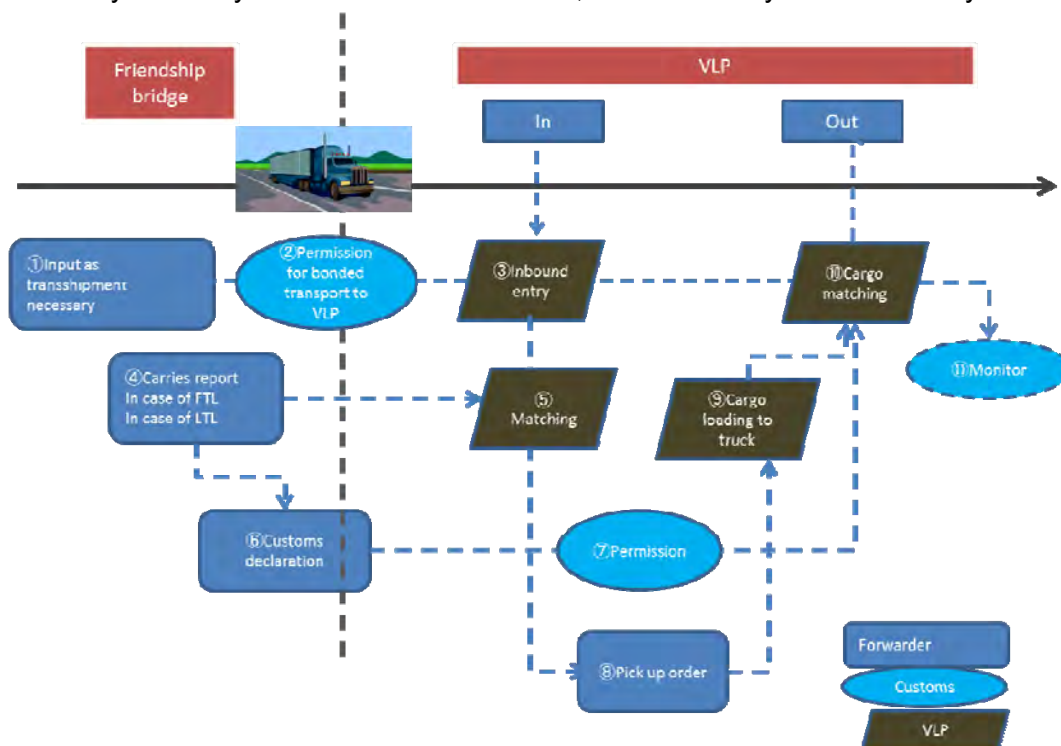 Friendship
bridge
VLP
In
Out
①Input as
transshipment
necessary
②Permission
for bonded
transport to
VLP
③Inbound
entry
⑩Cargo
matching
④Carries report
In case of FTL
In case of LTL
⑤
Matching
⑨Cargo
loading to
truck
⑪Monitor
⑥Customs
declaration
⑦Permission
⑧Pick up order
Forwarder
Customs
VLP